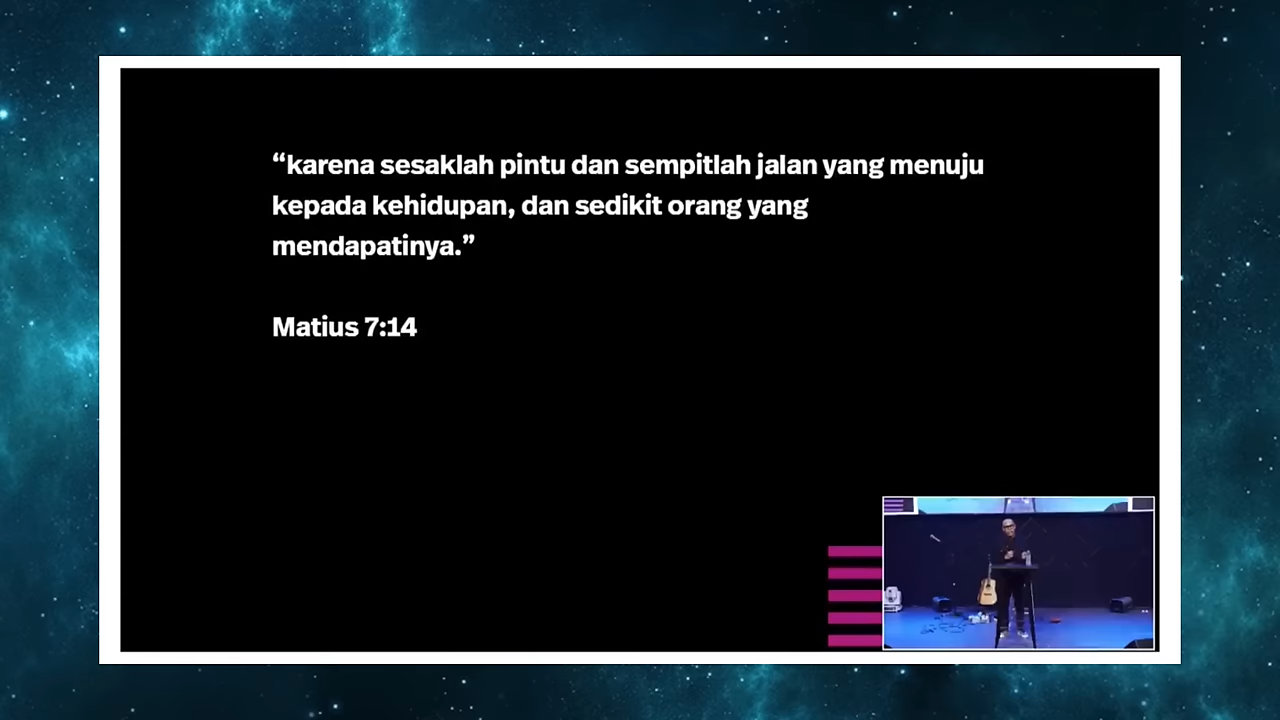 “karena sesaklah pintu dan sempitlah jalan yang menuju
kepada kehidupan, dan sedikit orang yang
mendapatinya.”
Matius 7:14